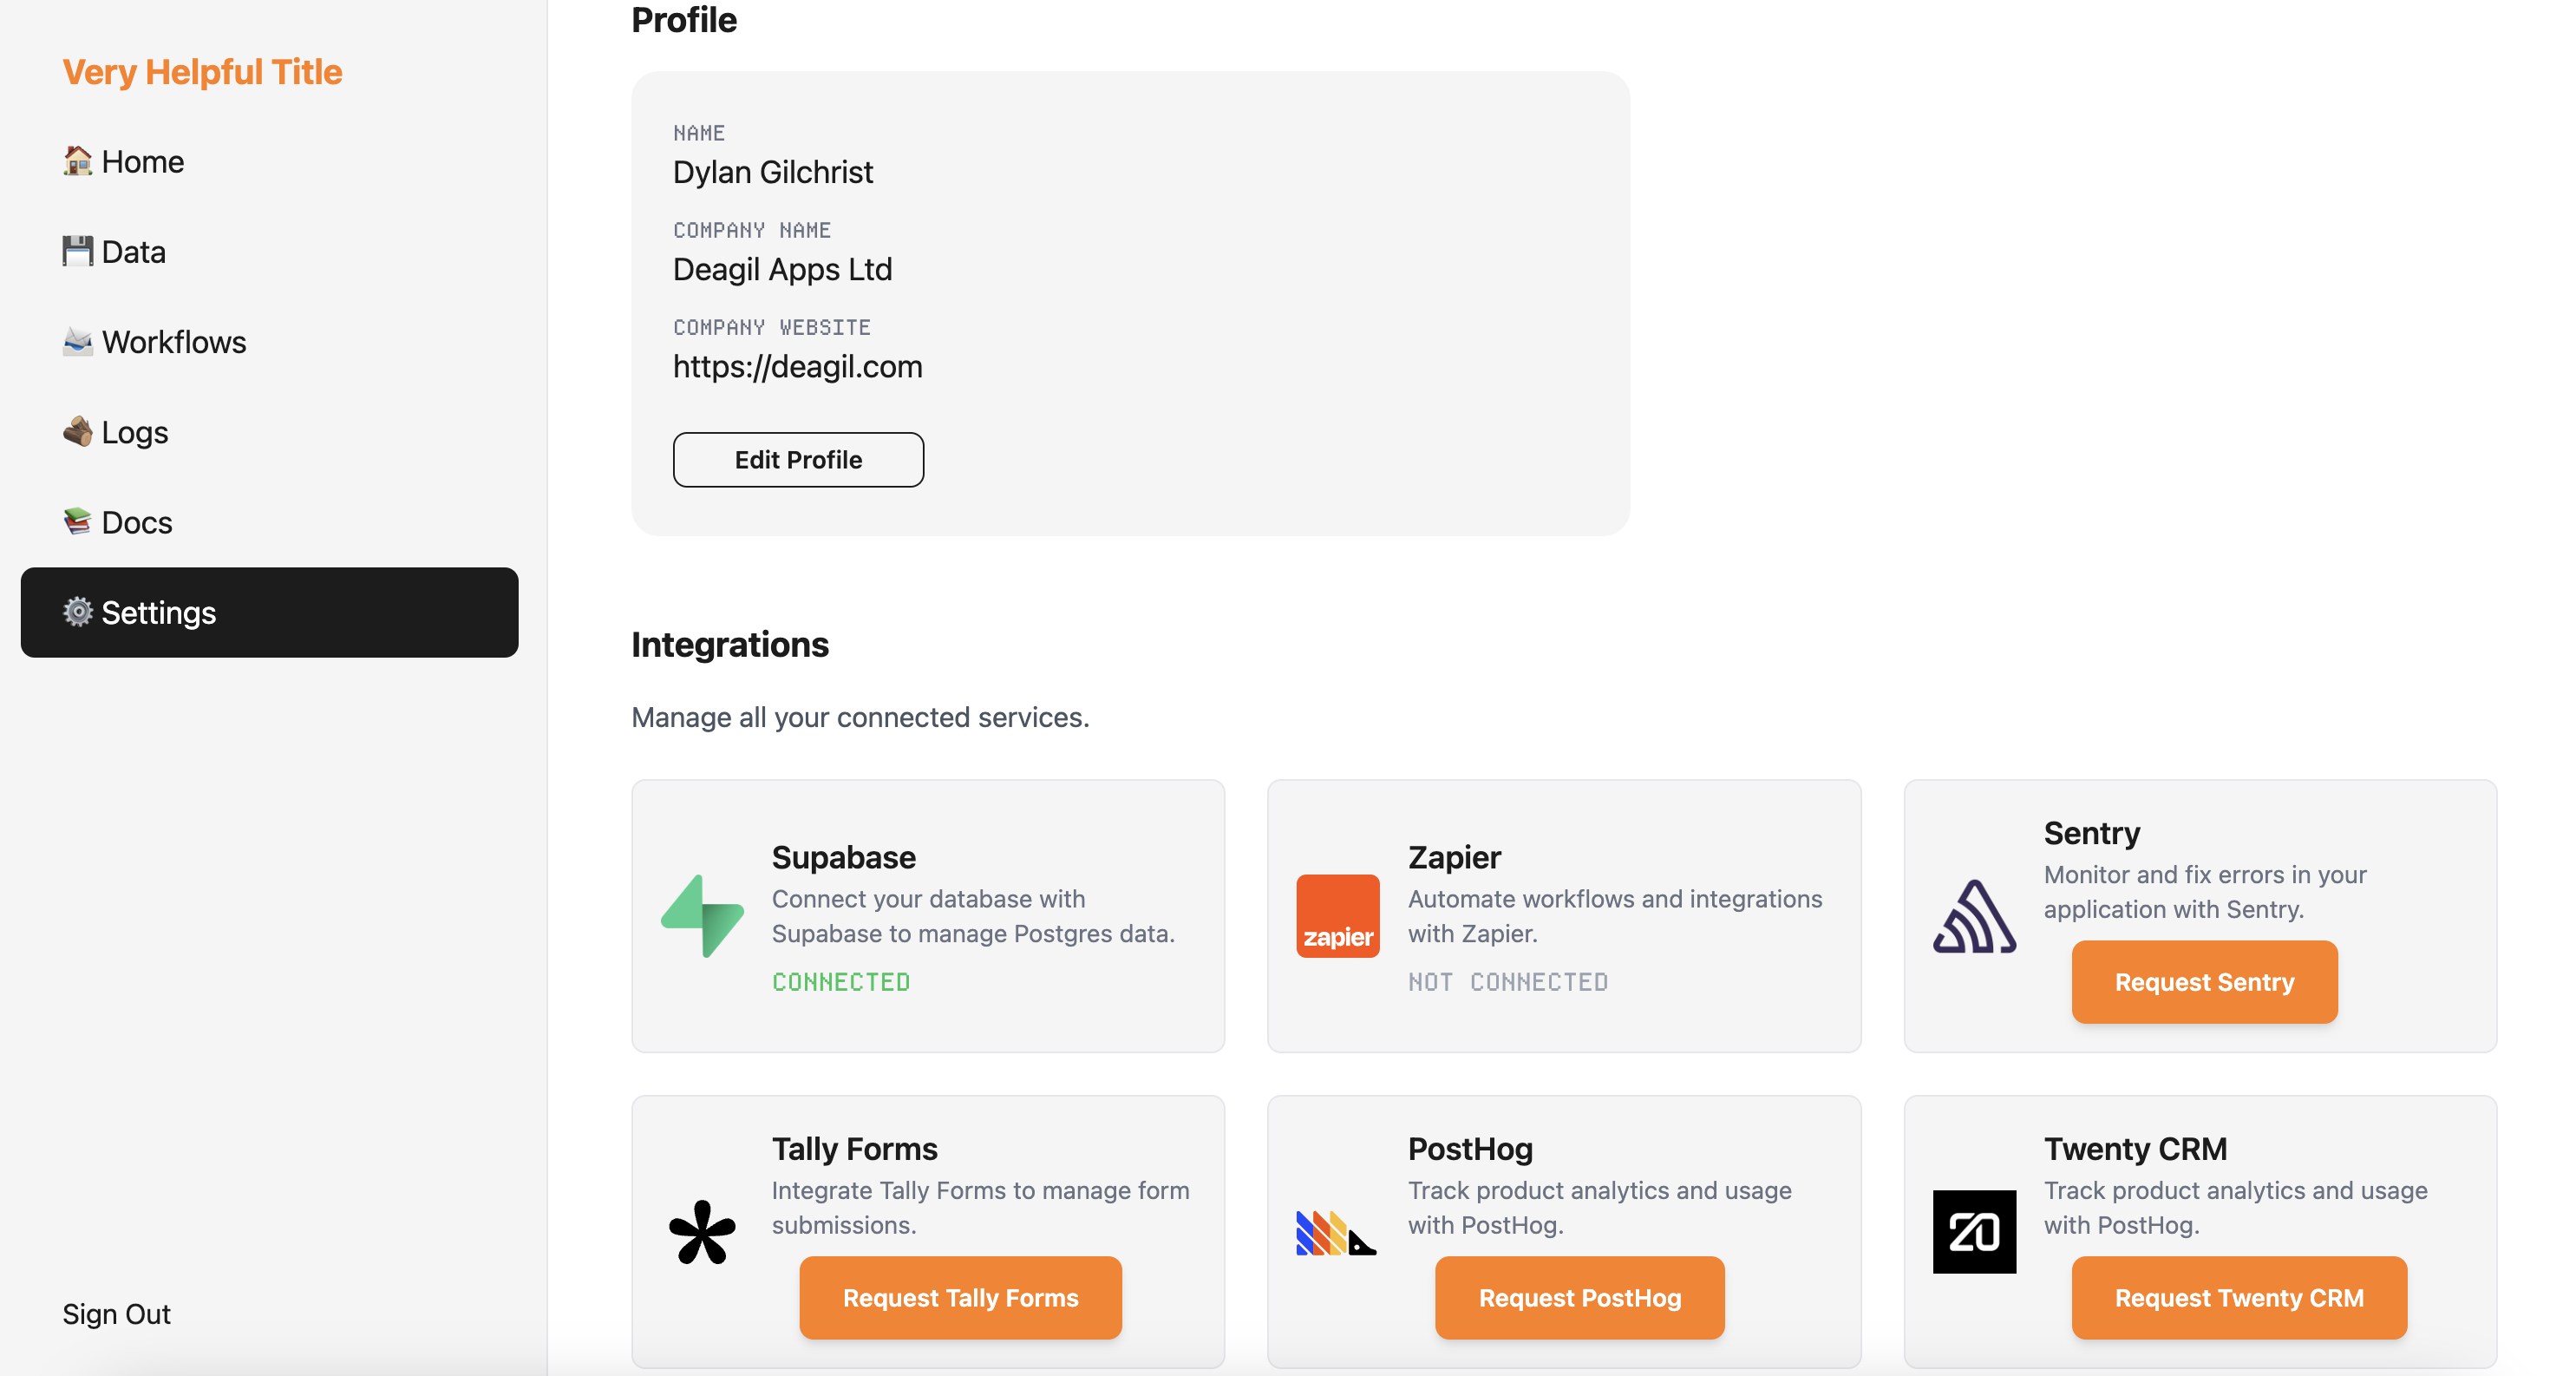 Very Helpful Title
Home
Data
Workflows
Logs
Docs
Settings
Sign Out
Profile
NAME
Dylan Gilchrist
COMPANY NAME
Deagil Apps Ltd
COMPANY WEBSITE
https://deagil.com
Edit Profile
Integrations
Manage all your connected services.
Supabase
Connect your database with
Supabase to manage Postgres data.
CONNECTED
zapier
Zapier
Automate workflows and integrations
with Zapier.
NOT CONNECTED
Sentry
Monitor and fix errors in your
application with Sentry.
Request Sentry
Tally Forms
Integrate Tally Forms to manage form
submissions.
Request Tally Forms
PostHog
Track product analytics and usage
with PostHog.
Request PostHog
20
Twenty CRM
Track product analytics and usage
with PostHog.
Request Twenty CRM